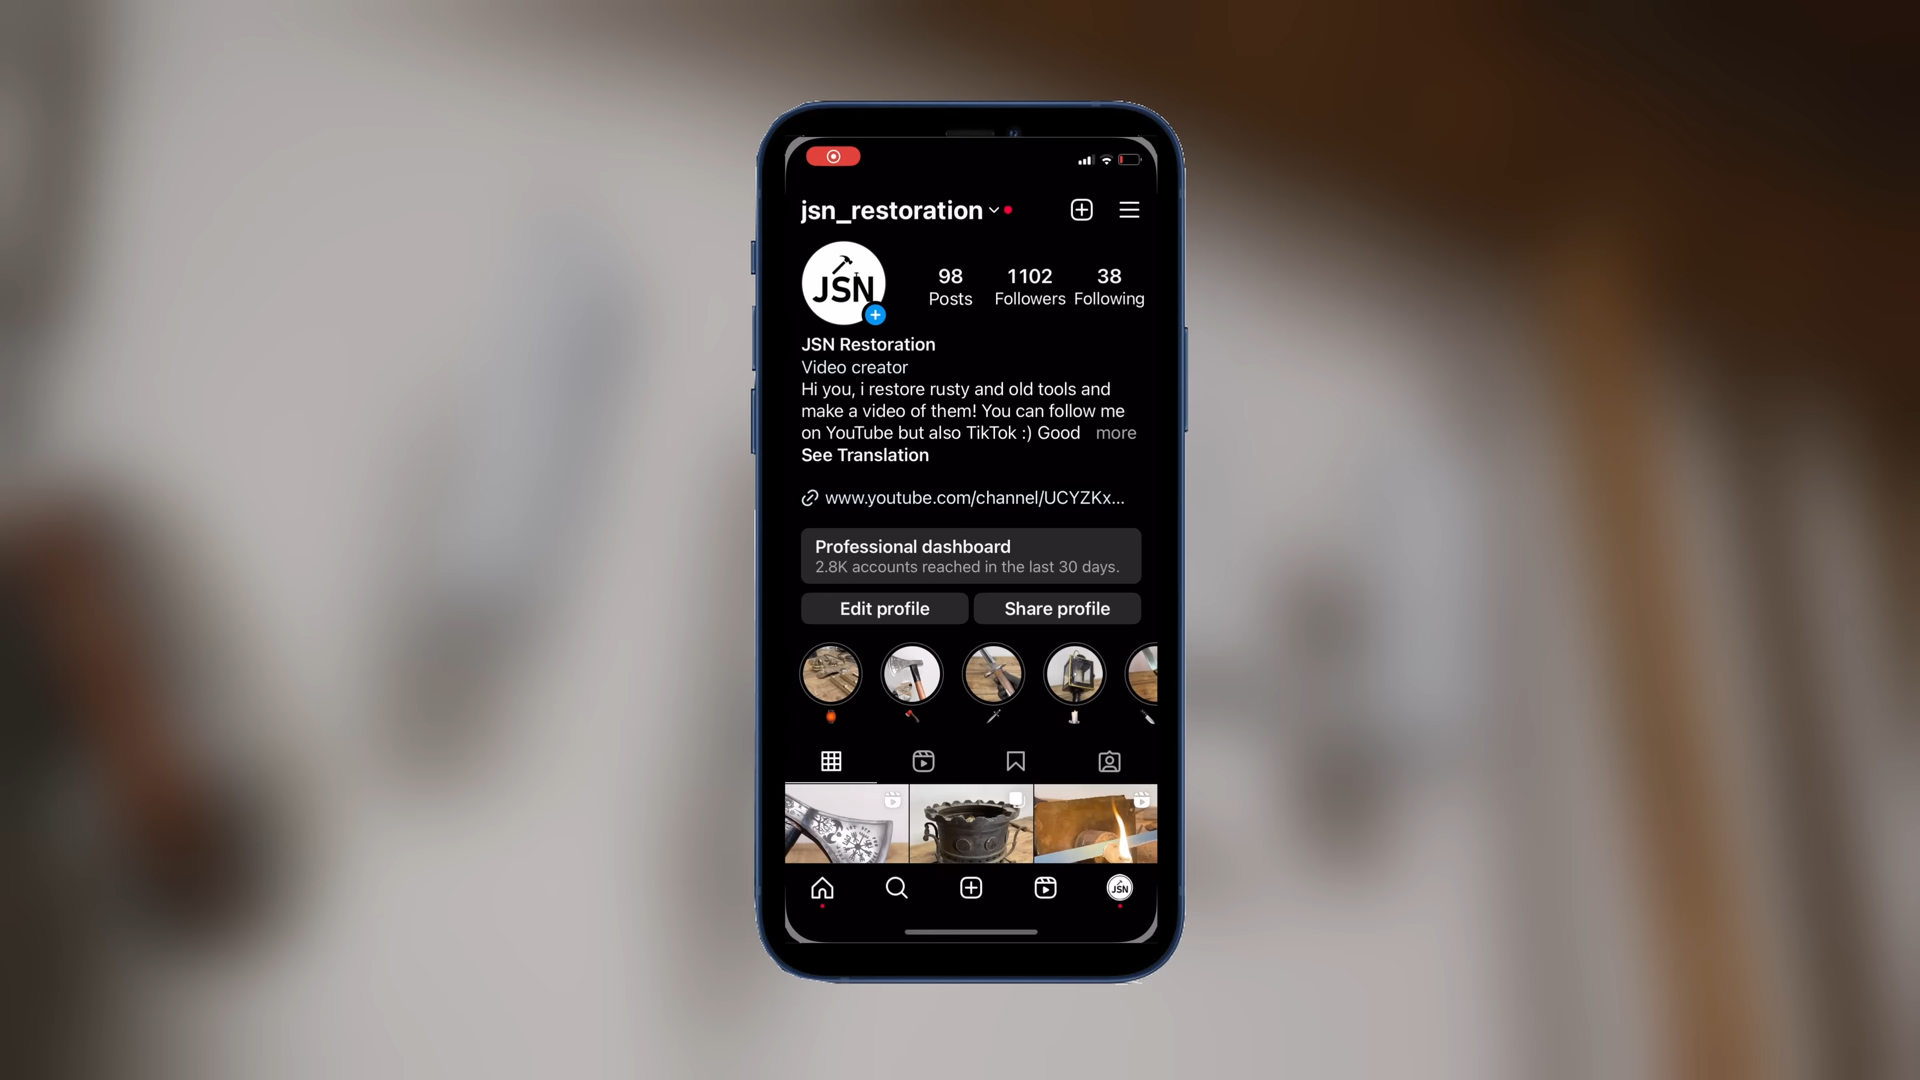 jsn_restoration
JSN
98 1102 38
Posts Followers Following
JSN Restoration
Video creator
Hi you, i restore rusty and old tools and
make a video of them! You can follow me
on YouTube but also TikTok :) Good more
See Translation
www.youtube.com/channel/UCYZKx...
Professional dashboard
2.8K accounts reached in the last 30 days.
Edit profile Share profile
JSN